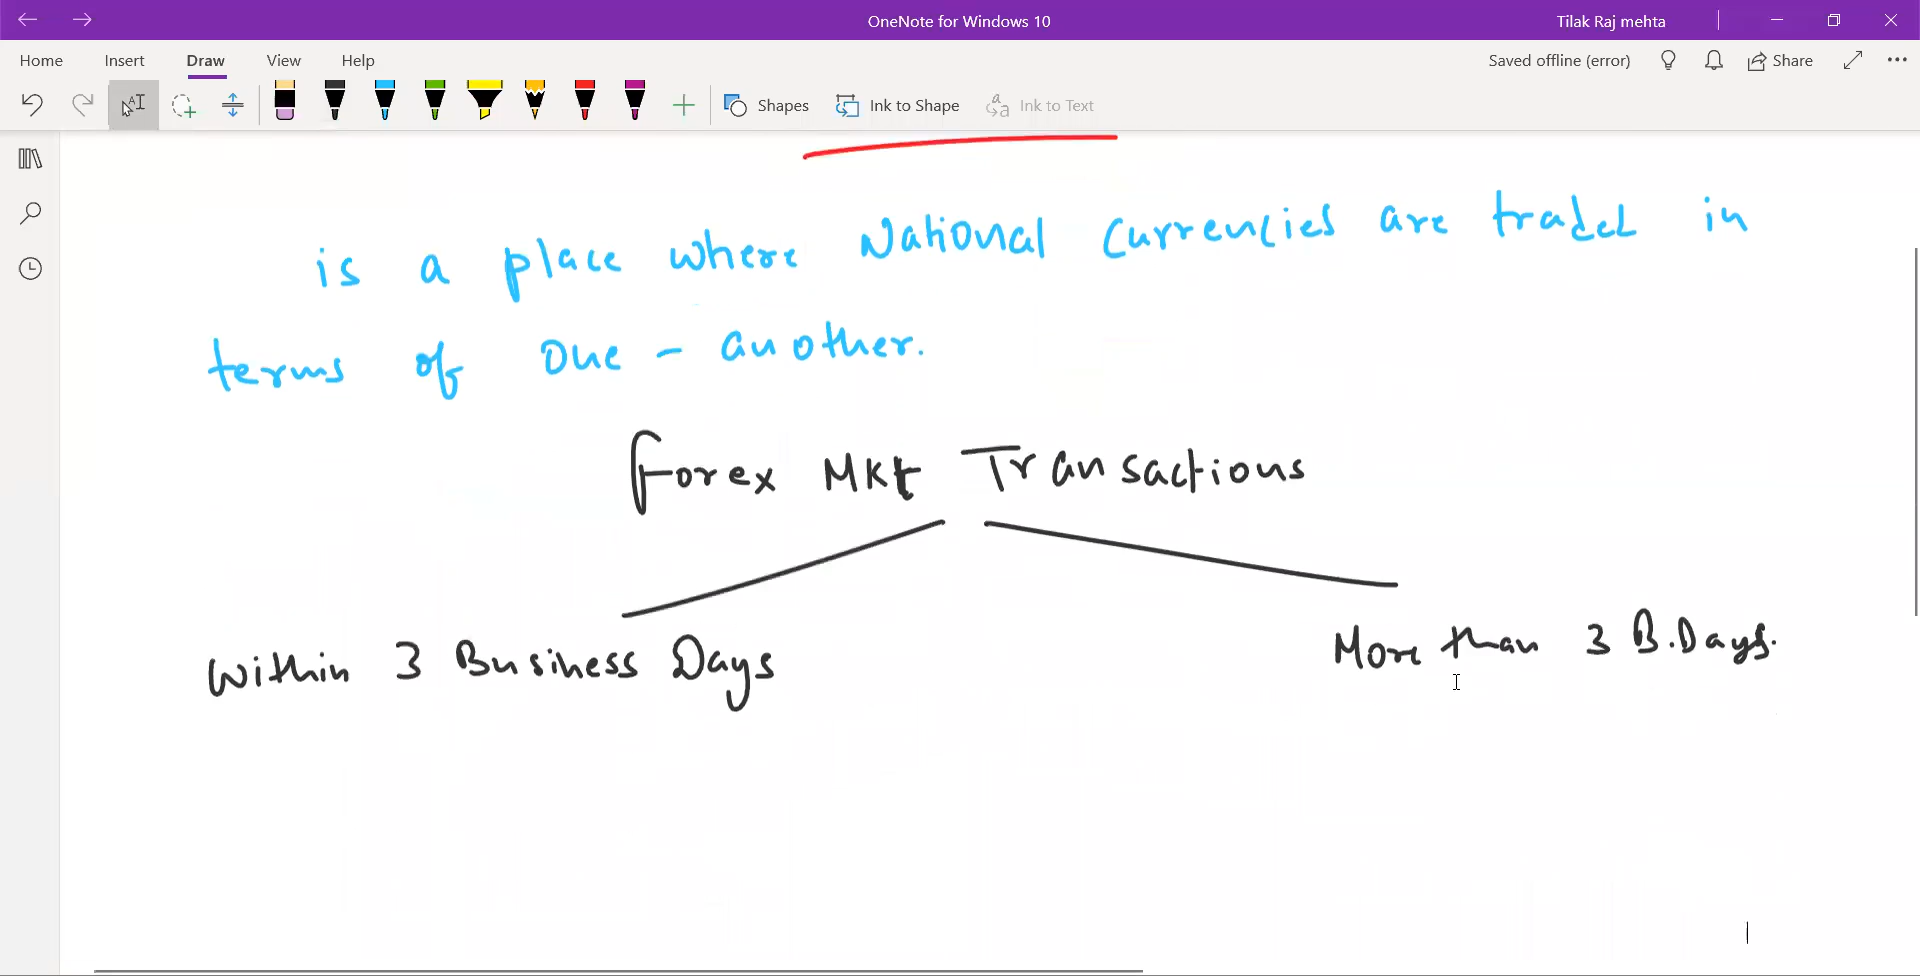 OneNote for Windows 10
Tilak Raj mehta
Home Insert Draw View Help
Saved offline (error) Share
Shapes Ink to Shape Ink to Text
is a place where National Currencies are traded in
terms of one - another.
Forex Mkt Transactions
Within 3 Business Days
More than 3 B.Days.